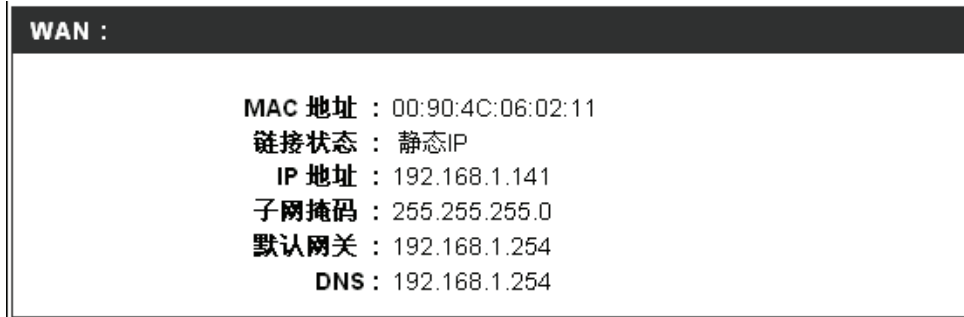 WAN :
MAC 地址 : 00:90:4C:06:02:11
链接状态 : 静态IP
IP 地址 : 192.168.1.141
子网掩码 : 255.255.255.0
默认网关 : 192.168.1.254
DNS : 192.168.1.254